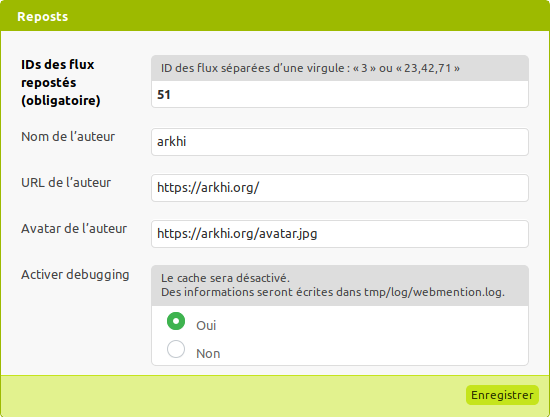 Reposts
IDs des flux
repostés
(obligatoire)
ID des flux séparées d’une virgule : « 3 » ou « 23,42,71 »
51
Nom de l’auteur
arkhi
URL de l’auteur
https://arkhi.org/
Avatar de l’auteur
https://arkhi.org/avatar.jpg
Activer debugging
Le cache sera désactivé.
Des informations seront écrites dans tmp/log/webmention.log.
Oui
Non
Enregistrer